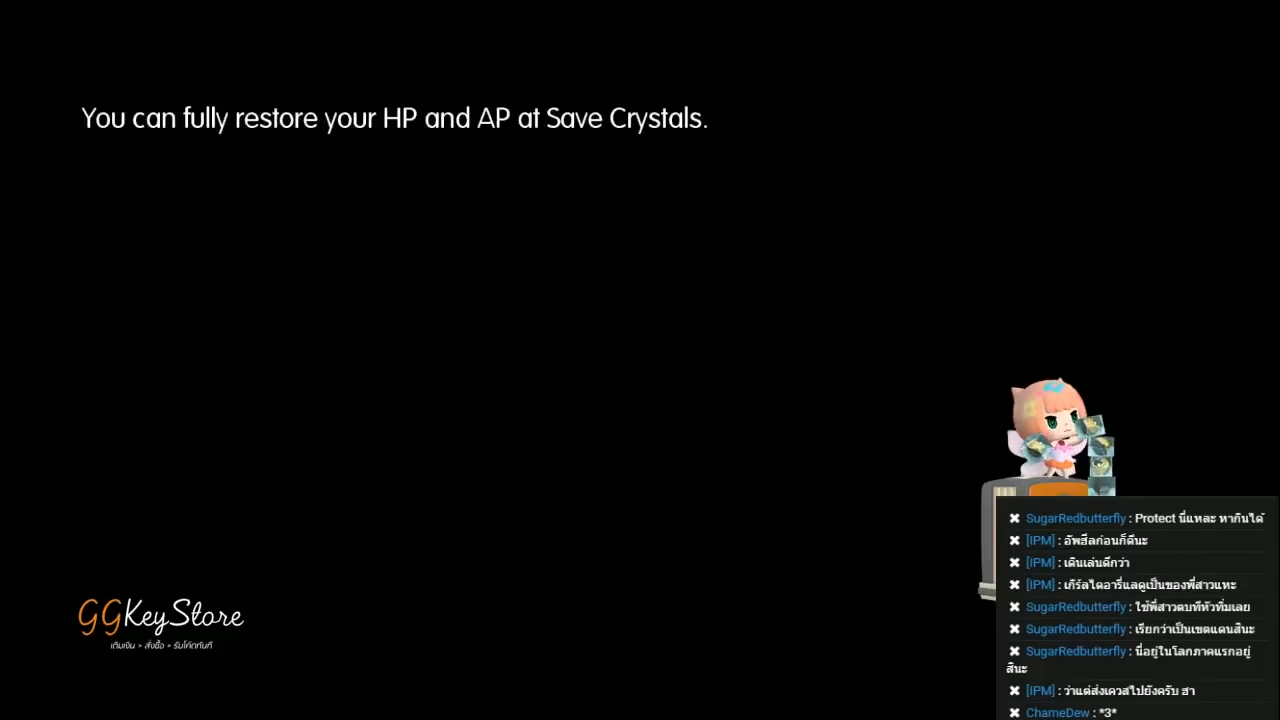 You can fully restore your HP and AP at Save Crystals.
GGKeyStore
เติมเงิน > สั่งซื้อ > รับโค้ดทันที
✖ SugarRedbutterfly : Protect นี่แหละ หากินได้
✖ [IPM] : อัพฮีลก่อนก็ดีนะ
✖ [IPM] : เดินเล่นดีกว่า
✖ [IPM] : เกิร์ลไดอารี่แลดูเป็นของพี่สาวแหะ
✖ SugarRedbutterfly : ใช้พี่สาวตบทีหัวทิ่มเลย
✖ SugarRedbutterfly : เรียกว่าเป็นเขตแดนสินะ
✖ SugarRedbutterfly : นี่อยู่ในโลกภาคแรกอยู่
สินะ
✖ [IPM] : ว่าแต่ส่งเควสไปยังครับ ฮา
✖ ChameDew : *3*